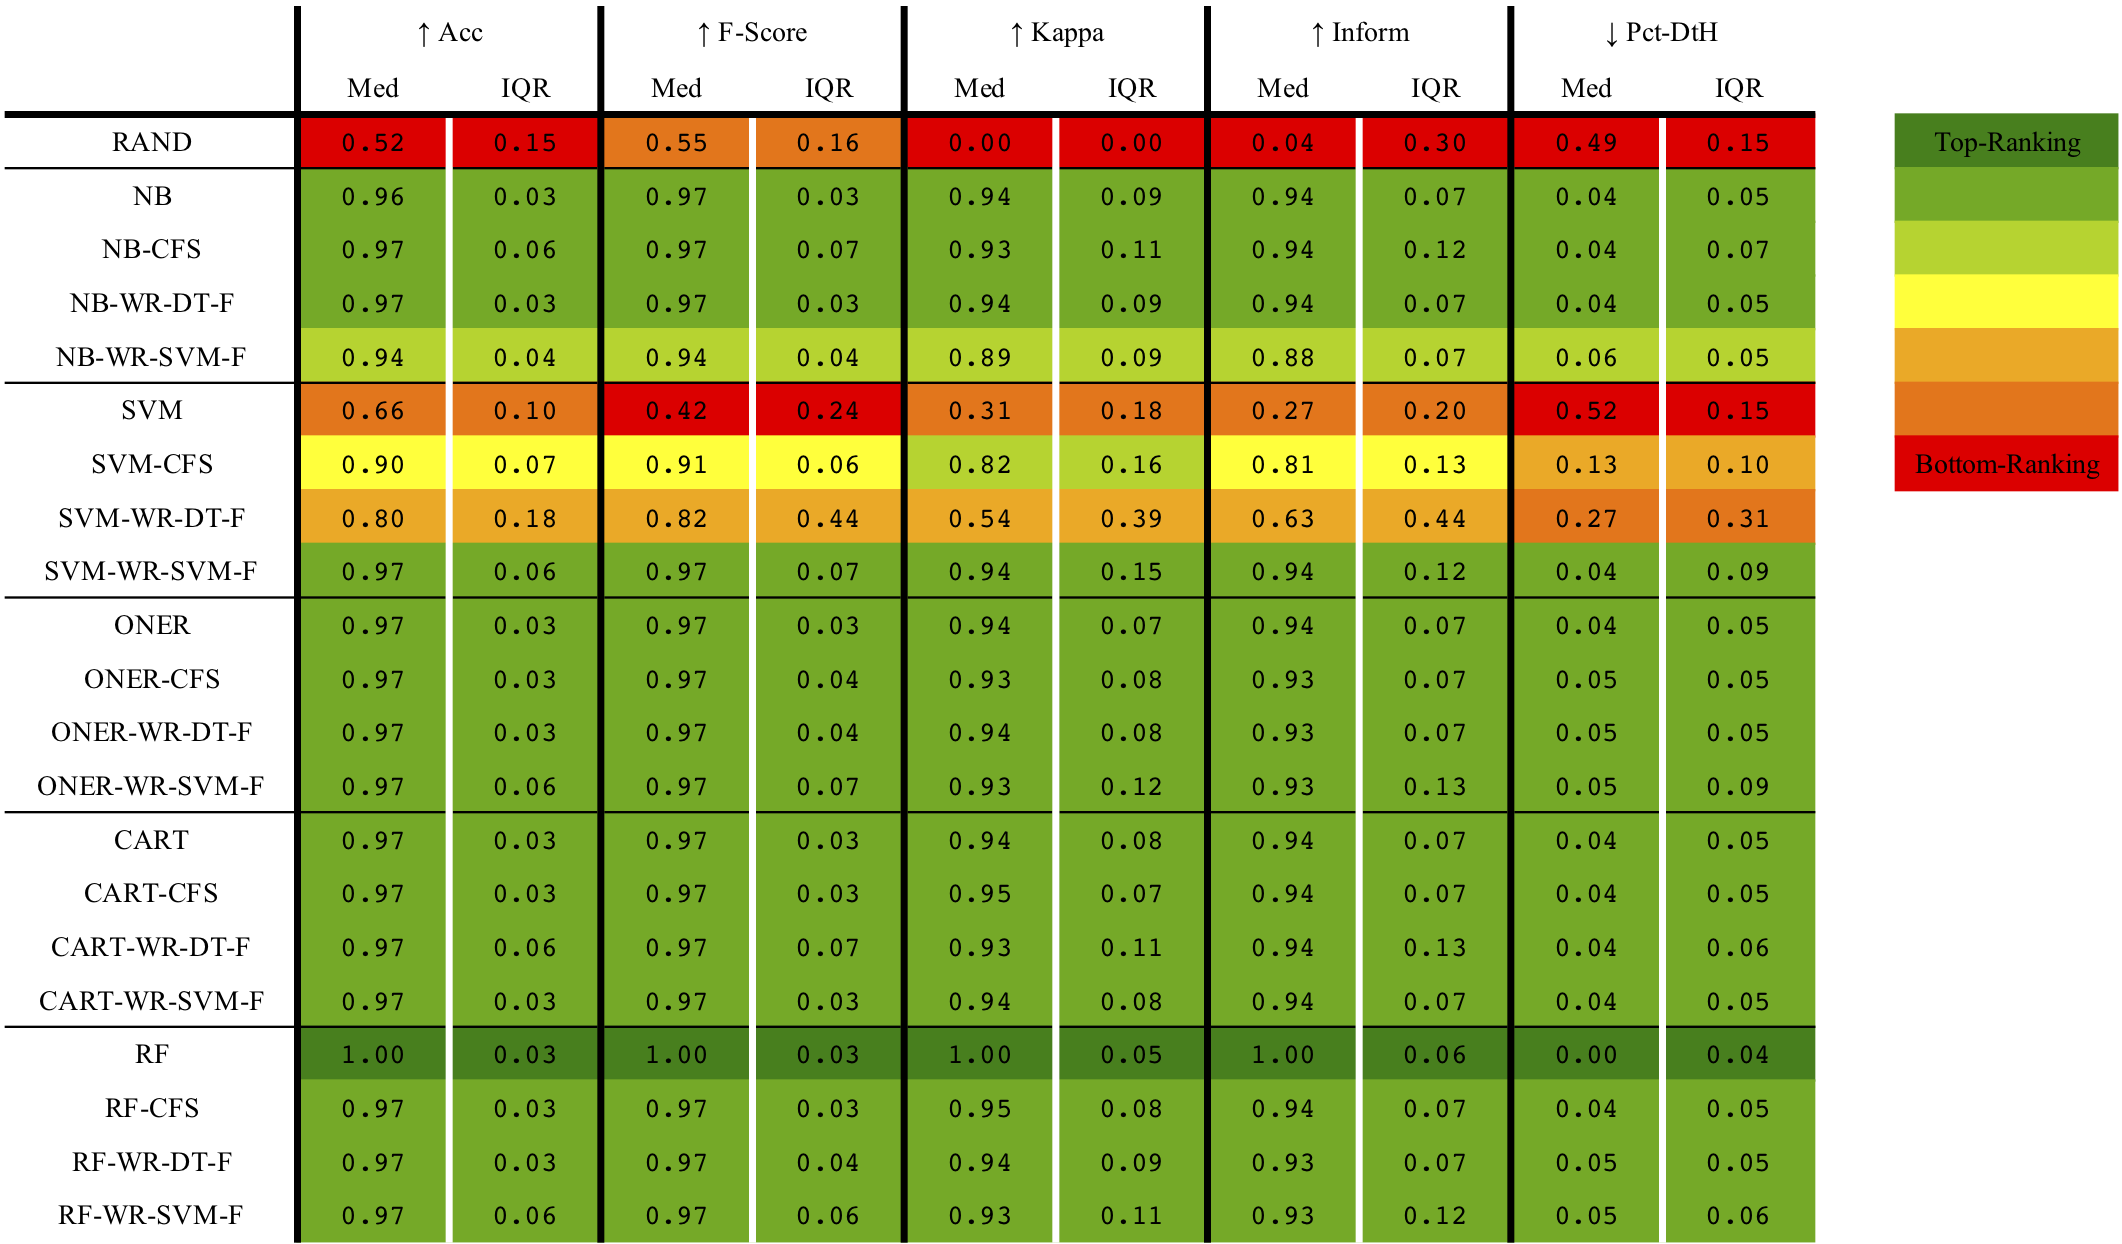 ↑ Acc ↑ F-Score ↑ Kappa ↑ Inform ↓ Pct-DtH
Med IQR Med IQR Med IQR Med IQR Med IQR
RAND 0.52 0.15 0.55 0.16 0.00 0.00 0.04 0.30 0.49 0.15 Top-Ranking
NB 0.96 0.03 0.97 0.03 0.94 0.09 0.94 0.07 0.04 0.05
NB-CFS 0.97 0.06 0.97 0.07 0.93 0.11 0.94 0.12 0.04 0.07
NB-WR-DT-F 0.97 0.03 0.97 0.03 0.94 0.09 0.94 0.07 0.04 0.05
NB-WR-SVM-F 0.94 0.04 0.94 0.04 0.89 0.09 0.88 0.07 0.06 0.05
SVM 0.66 0.10 0.42 0.24 0.31 0.18 0.27 0.20 0.52 0.15
SVM-CFS 0.90 0.07 0.91 0.06 0.82 0.16 0.81 0.13 0.13 0.10 Bottom-Ranking
SVM-WR-DT-F 0.80 0.18 0.82 0.44 0.54 0.39 0.63 0.44 0.27 0.31
SVM-WR-SVM-F 0.97 0.06 0.97 0.07 0.94 0.15 0.94 0.12 0.04 0.09
ONER 0.97 0.03 0.97 0.03 0.94 0.07 0.94 0.07 0.04 0.05
ONER-CFS 0.97 0.03 0.97 0.04 0.93 0.08 0.93 0.07 0.05 0.05
ONER-WR-DT-F 0.97 0.03 0.97 0.04 0.94 0.08 0.93 0.07 0.05 0.05
ONER-WR-SVM-F 0.97 0.06 0.97 0.07 0.93 0.12 0.93 0.13 0.05 0.09
CART 0.97 0.03 0.97 0.03 0.94 0.08 0.94 0.07 0.04 0.05
CART-CFS 0.97 0.03 0.97 0.03 0.95 0.07 0.94 0.07 0.04 0.05
CART-WR-DT-F 0.97 0.06 0.97 0.07 0.93 0.11 0.94 0.13 0.04 0.06
CART-WR-SVM-F 0.97 0.03 0.97 0.03 0.94 0.08 0.94 0.07 0.04 0.05
RF 1.00 0.03 1.00 0.03 1.00 0.05 1.00 0.06 0.00 0.04
RF-CFS 0.97 0.03 0.97 0.03 0.95 0.08 0.94 0.07 0.04 0.05
RF-WR-DT-F 0.97 0.03 0.97 0.04 0.94 0.09 0.93 0.07 0.05 0.05
RF-WR-SVM-F 0.97 0.06 0.97 0.06 0.93 0.11 0.93 0.12 0.05 0.06